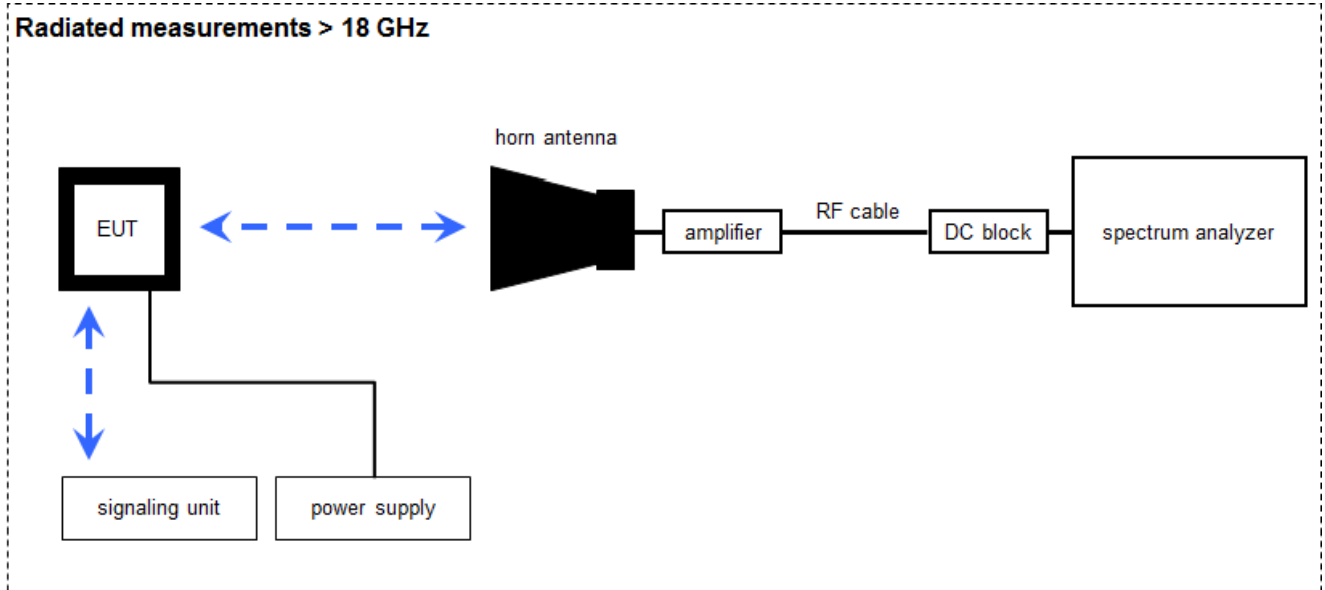 Radiated measurements > 18 GHz
horn antenna
EUT
amplifier
RF cable
DC block
spectrum analyzer
signaling unit
power supply